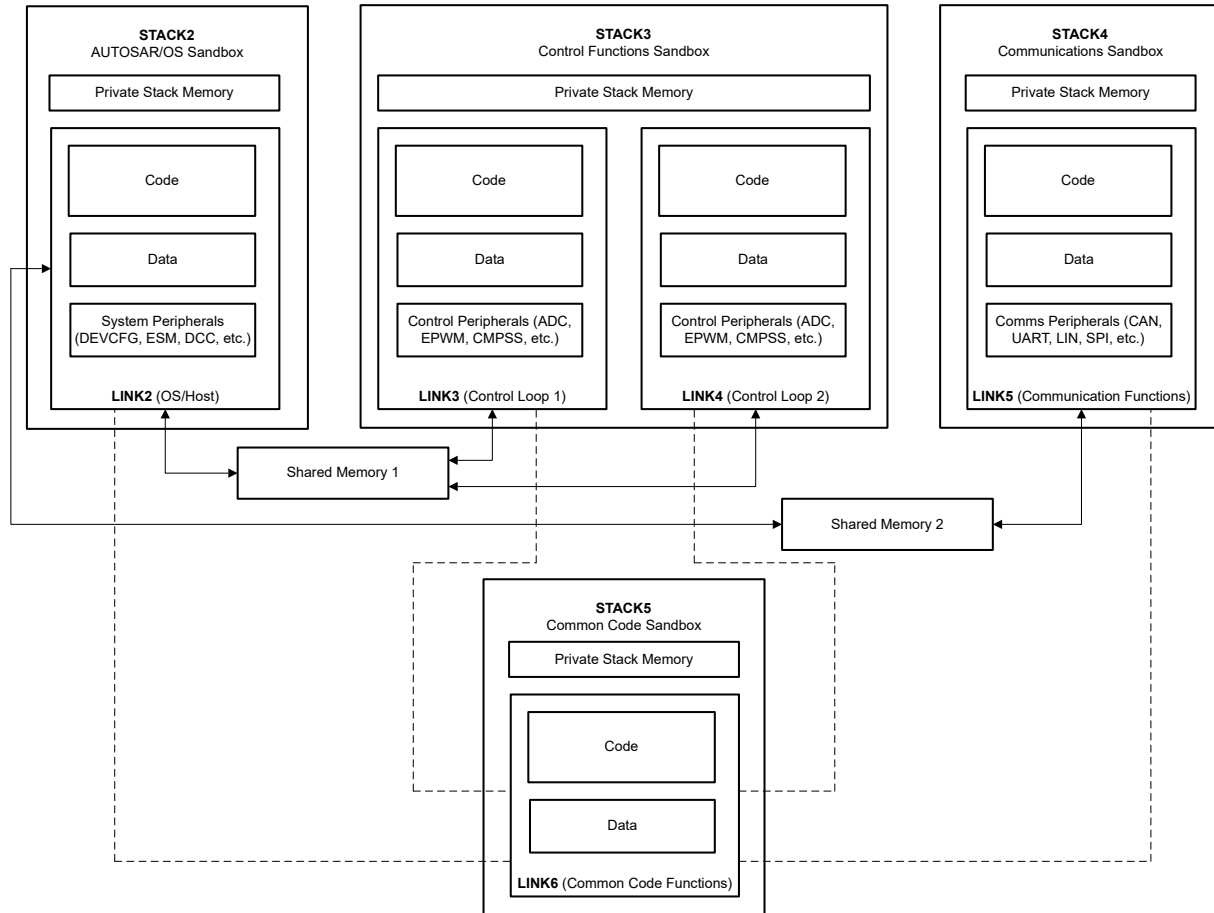 STACK2
AUTOSAR/OS Sandbox
Private Stack Memory
Code
Data
System Peripherals
(DEVCFG, ESM, DCC, etc.)
LINK2 (OS/Host)
STACK3
Control Functions Sandbox
Private Stack Memory
Code
Data
Control Peripherals (ADC,
EPWM, CMPSS, etc.)
LINK3 (Control Loop 1)
Code
Data
Control Peripherals (ADC,
EPWM, CMPSS, etc.)
LINK4 (Control Loop 2)
STACK4
Communications Sandbox
Private Stack Memory
Code
Data
Comms Peripherals (CAN,
UART, LIN, SPI, etc.)
LINK5 (Communication Functions)
Shared Memory 1
Shared Memory 2
STACK5
Common Code Sandbox
Private Stack Memory
Code
Data
LINK6 (Common Code Functions)